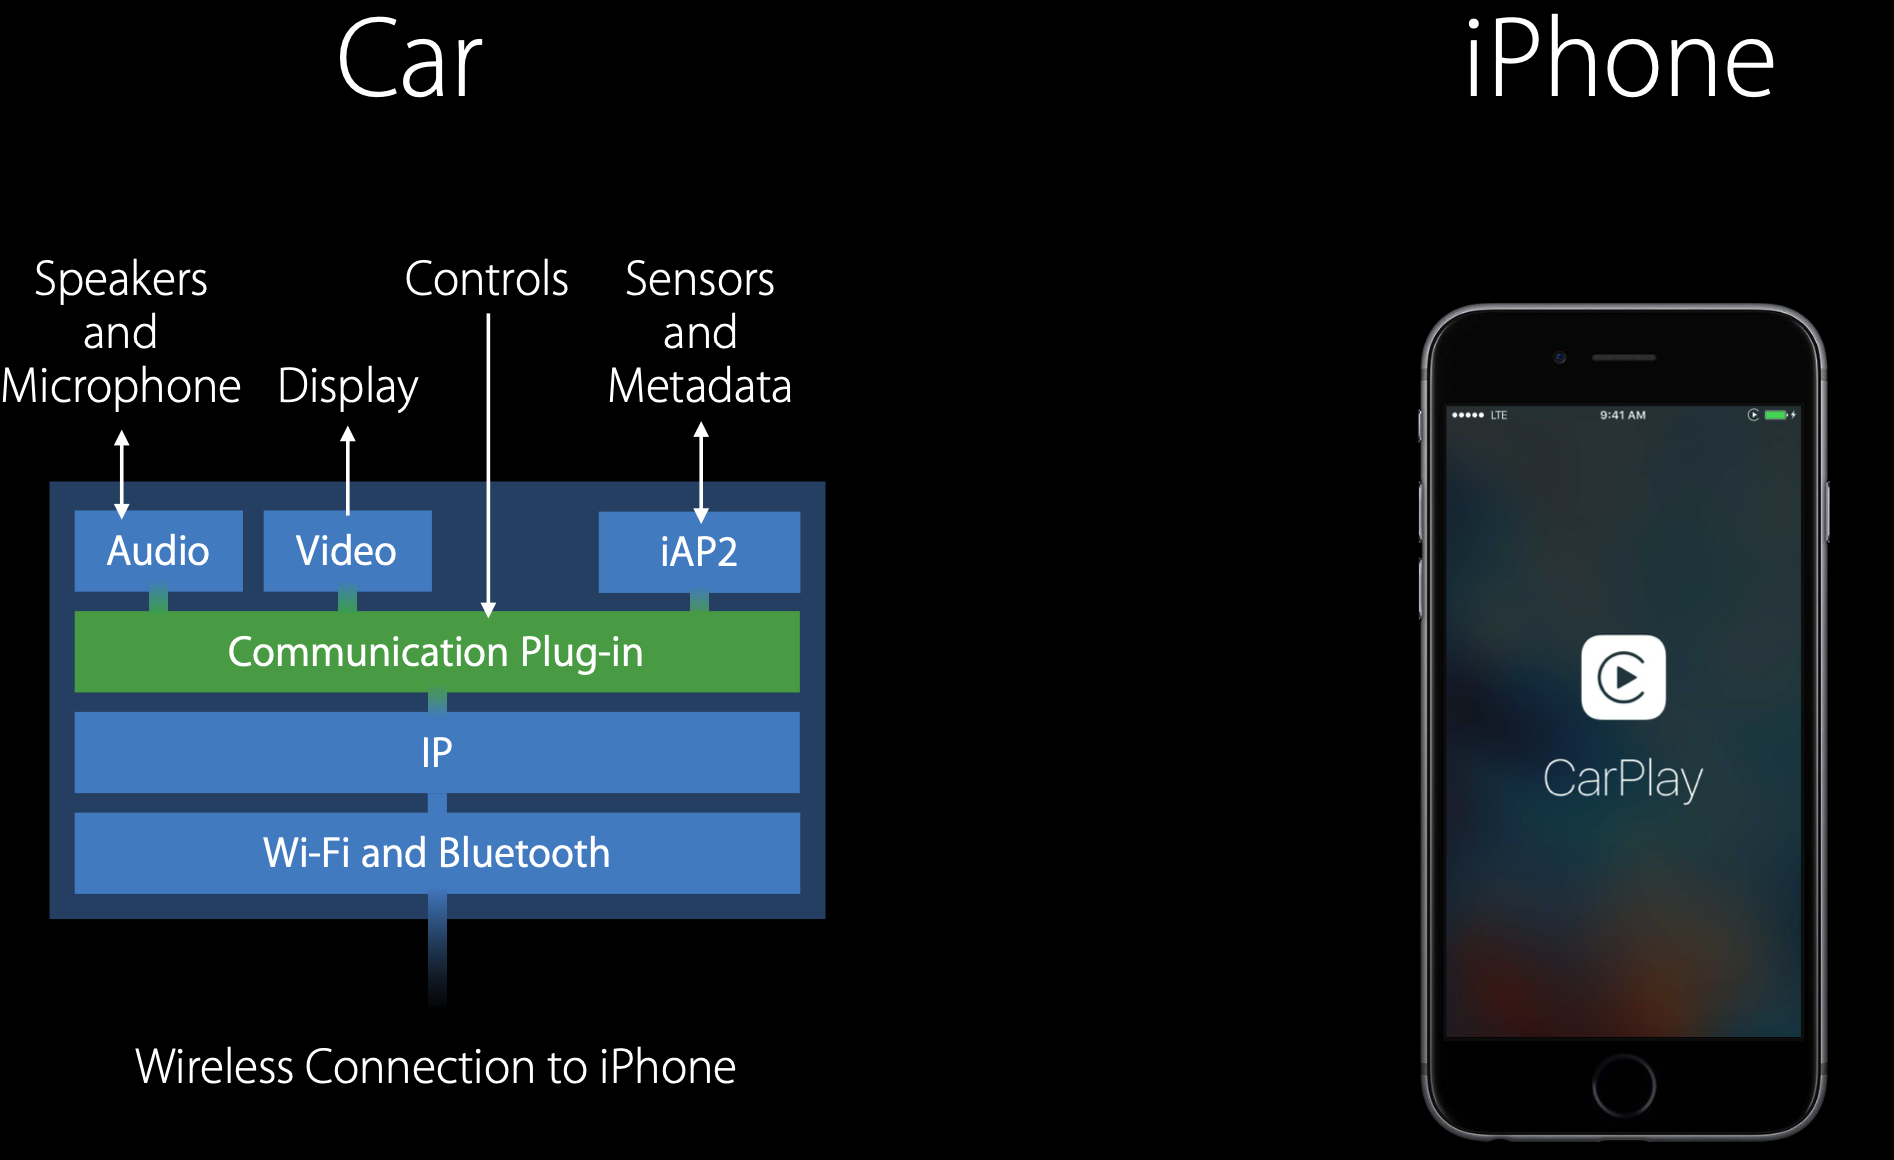 Car
iPhone
Speakers
and
Microphone
Display
Controls
Sensors
and
Metadata
Audio
Video
iAP2
Communication Plug-in
IP
Wi-Fi and Bluetooth
Wireless Connection to iPhone
LTE
9:41 AM
CarPlay